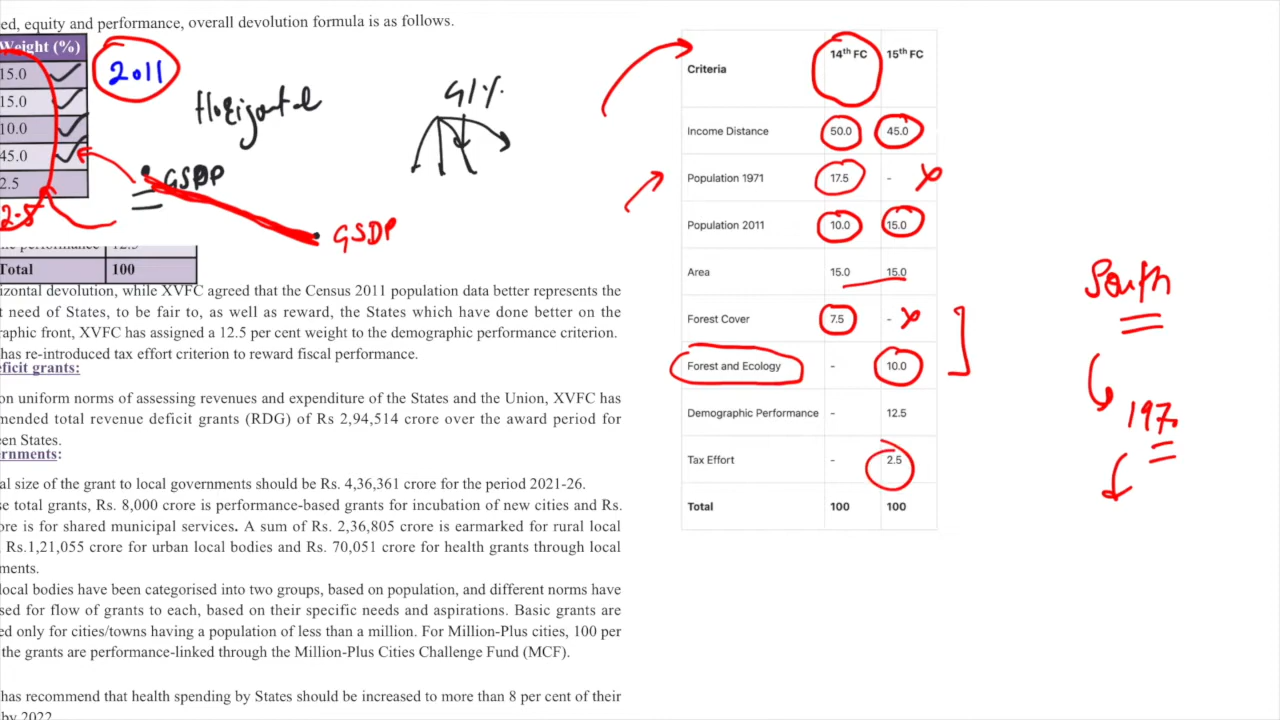 ed, equity and performance, overall devolution formula is as follows.
Weight (%)
15.0
15.0
10.0
45.0
2.5
2.5
12.5
Total 100
2011
Horizontal
41%
GSDP
GSDP
izontal devolution, while XVFC agreed that the Census 2011 population data better represents the
t need of States, to be fair to, as well as reward, the States which have done better on the
raphic front, XVFC has assigned a 12.5 per cent weight to the demographic performance criterion.
has re-introduced tax effort criterion to reward fiscal performance.
eficit grants:
on uniform norms of assessing revenues and expenditure of the States and the Union, XVFC has
mended total revenue deficit grants (RDG) of Rs 2,94,514 crore over the award period for
een States.
ernments:
al size of the grant to local governments should be Rs. 4,36,361 crore for the period 2021-26.
se total grants, Rs. 8,000 crore is performance-based grants for incubation of new cities and Rs.
ore is for shared municipal services. A sum of Rs. 2,36,805 crore is earmarked for rural local
Rs.1,21,055 crore for urban local bodies and Rs. 70,051 crore for health grants through local
ments.
local bodies have been categorised into two groups, based on population, and different norms have
sed for flow of grants to each, based on their specific needs and aspirations. Basic grants are
ed only for cities/towns having a population of less than a million. For Million-Plus cities, 100 per
the grants are performance-linked through the Million-Plus Cities Challenge Fund (MCF).
has recommend that health spending by States should be increased to more than 8 per cent of their
by 2022
Criteria 14th FC 15th FC
Income Distance 50.0 45.0
Population 1971 17.5 -
Population 2011 10.0 15.0
Area 15.0 15.0
Forest Cover 7.5 -
Forest and Ecology - 10.0
Demographic Performance - 12.5
Tax Effort - 2.5
Total 100 100
South